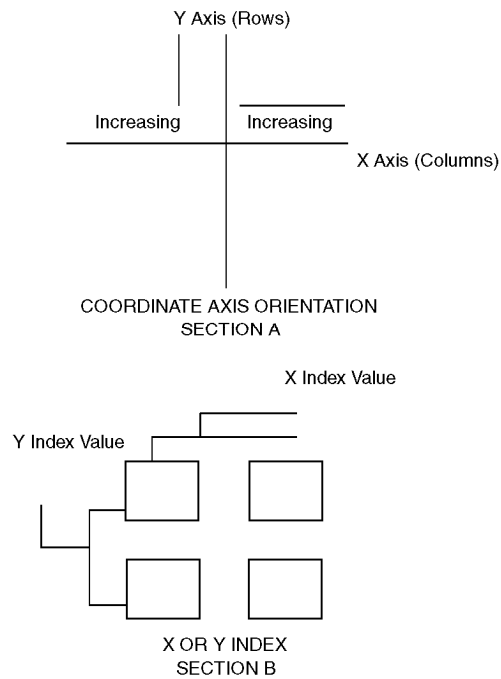 Y Axis (Rows)
Increasing
Increasing
X Axis (Columns)
COORDINATE AXIS ORIENTATION
SECTION A
X Index Value
Y Index Value
X OR Y INDEX
SECTION B